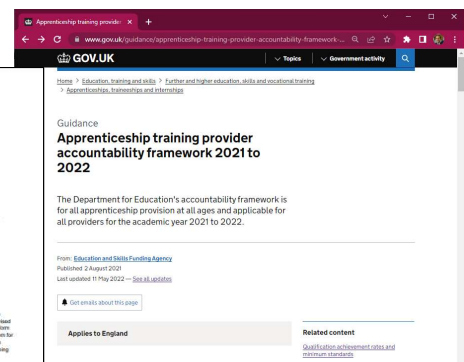 Apprenticeship training provider
www.gov.uk/guidance/apprenticeship-training-provider-accountability-framework-...
GOV.UK
Topics
Government activity
Home > Education, training and skills > Further and higher education, skills and vocational training
> Apprenticeships, traineeships and internships
Guidance
Apprenticeship training provider
accountability framework 2021 to
2022
The Department for Education's accountability framework is
for all apprenticeship provision at all ages and applicable for
all providers for the academic year 2021 to 2022.
From: Education and Skills Funding Agency
Published 2 August 2021
Last updated 11 May 2022 — See all updates
Get emails about this page
Applies to England
Related content
Qualification achievement rates and
minimum standards